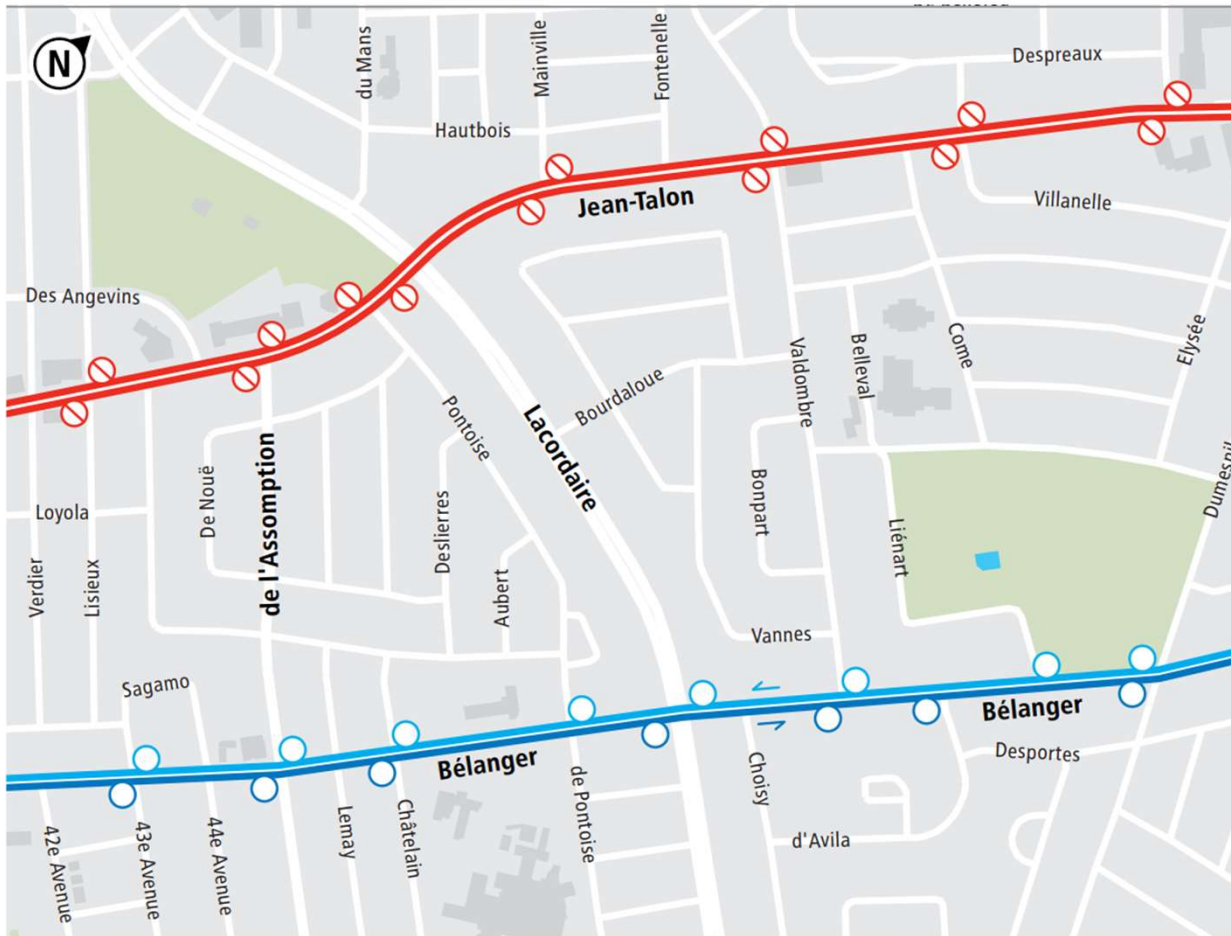 N
du Mans
Mainville
Fontenelle
Despreaux
Hautbois
Jean-Talon
Villanelle
Des Angevins
Elysée
Come
Belleval
Valdombre
Bourdaloue
Pontoise
Lacordaire
de l'Assomption
De Nouë
Loyola
Deslierres
Bonpart
Liénart
Dumesnil
Verdier
Lisieux
Aubert
Vannes
Sagamo
Bélanger
Bélanger
Desportes
Choisy
de Pontoise
Châtelain
Lemay
d'Avila
42e Avenue
43e Avenue
44e Avenue